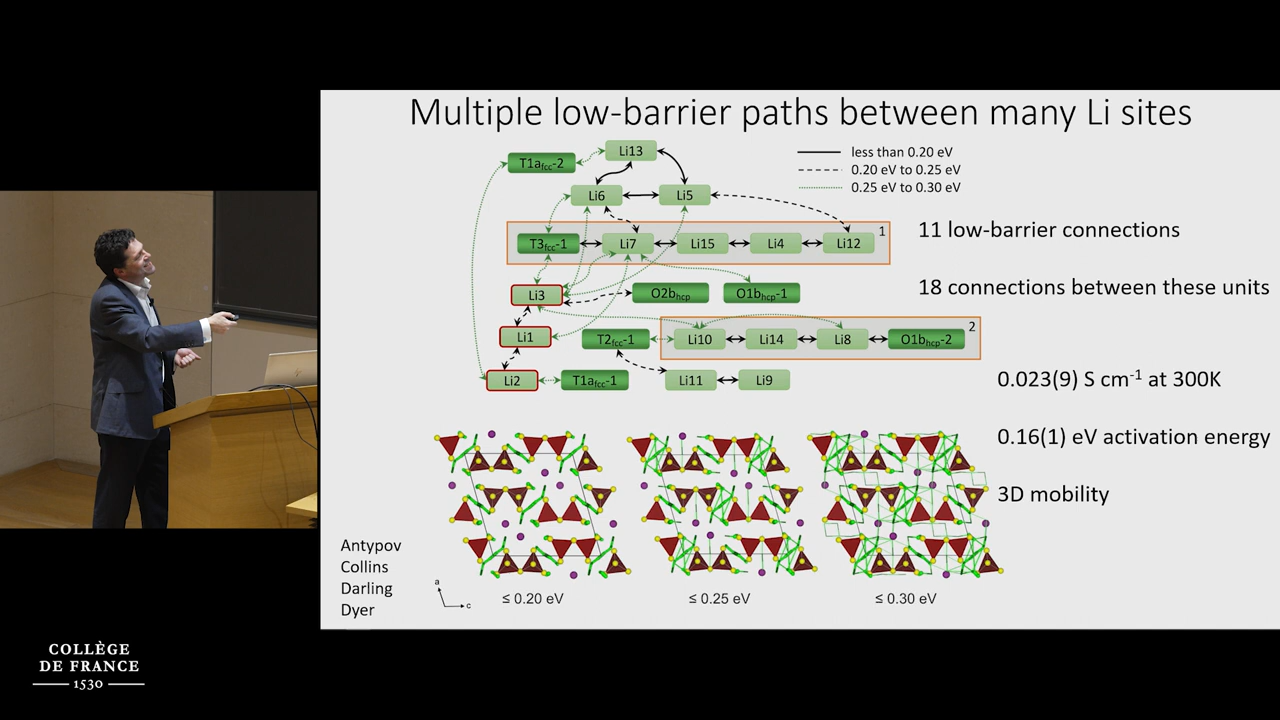 Multiple low-barrier paths between many Li sites
less than 0.20 eV
0.20 eV to 0.25 eV
0.25 eV to 0.30 eV
T1afcc-2
Li13
Li6
Li5
T3fcc-1
Li7
Li15
Li4
Li12
1
Li3
O2bhcp
O1bhcp-1
Li1
T2fcc-1
Li10
Li14
Li8
O1bhcp-2
2
Li2
T1afcc-1
Li11
Li9
11 low-barrier connections
18 connections between these units
0.023(9) S cm-1 at 300K
0.16(1) eV activation energy
3D mobility
Antypov
Collins
Darling
Dyer
a
c
≤ 0.20 eV
≤ 0.25 eV
≤ 0.30 eV
COLLÈGE
DE FRANCE
1530